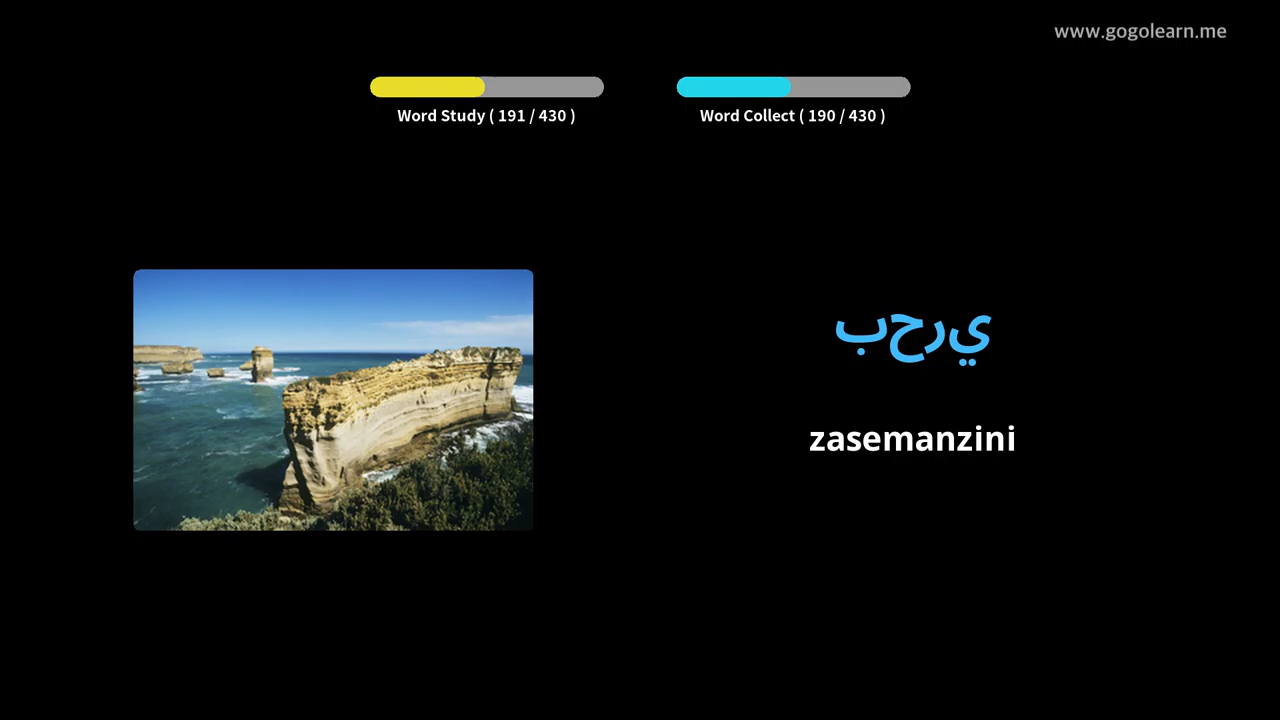 www.gogolearn.me
Word Study ( 191 / 430 )
Word Collect ( 190 / 430 )
بحري
zasemanzini